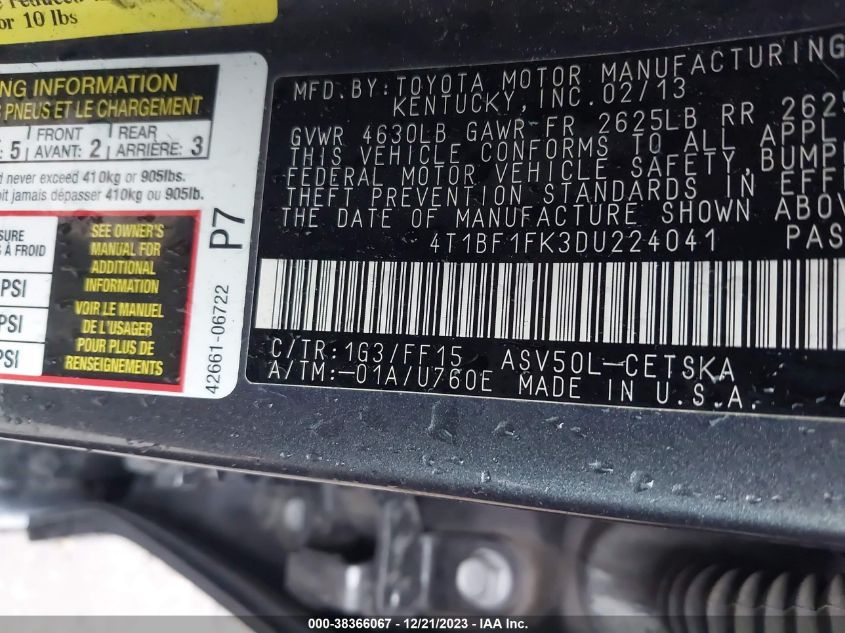 or 10 lbs
NG INFORMATION
PNEUS ET LE CHARGEMENT
5 FRONT AVANT: 2 REAR ARRIÈRE: 3
never exceed 410kg or 905lbs.
jamais dépasser 410kg ou 905lb.
SEE OWNER'S
MANUAL FOR
ADDITIONAL
INFORMATION
VOIR LE MANUEL
DE L'USAGER
POUR PLUS DE
RENSEIGNEMENTS
À FROID
PSI
PSI
PSI
P7
42661-06722
MFD.BY:TOYOTA MOTOR MANUFACTURING
KENTUCKY,INC.02/13
GVWR 4630LB GAWR FR 2625LB RR 2625
THIS VEHICLE CONFORMS TO ALL APPL
FEDERAL MOTOR VEHICLE SAFETY,BUMP
THEFT PREVENTION STANDARDS IN EFF
THE DATE OF MANUFACTURE SHOWN ABOV
4T1BF1FK3DU224041 PAS
C/TR:1G3/FF15 ASV50L-CETSKA
A/TM:-01A/U760E MADE IN U.S.A.
000-38366067 - 12/21/2023 - IAA Inc.